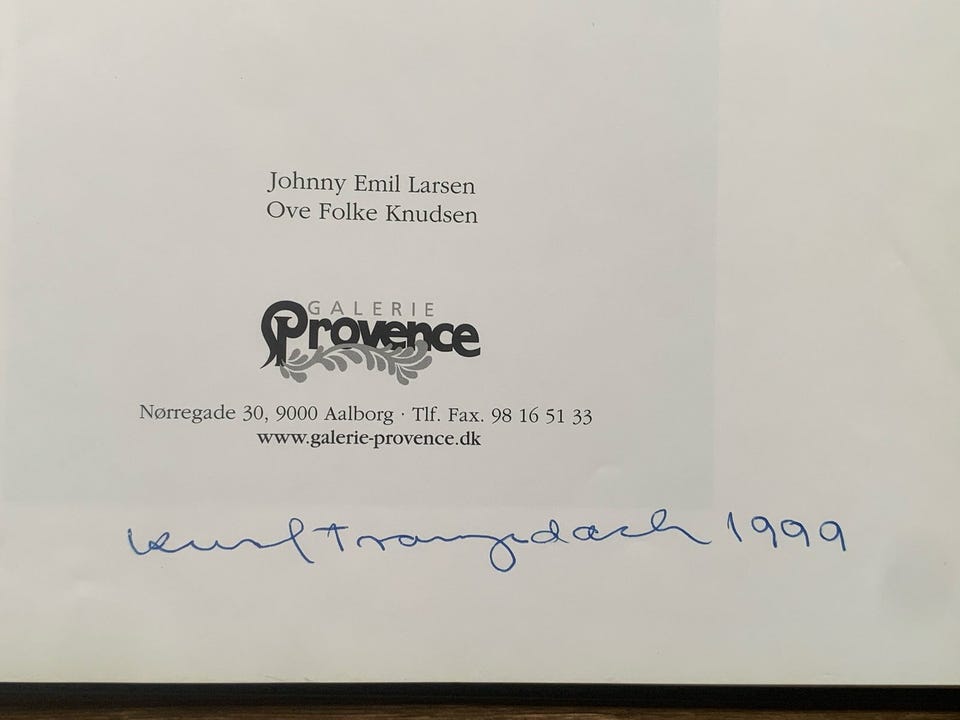 Johnny Emil Larsen
Ove Folke Knudsen
GALERIE
Provence
Nørregade 30, 9000 Aalborg · Tlf. Fax. 98 16 51 33
www.galerie-provence.dk
Kurt Trampedach 1999